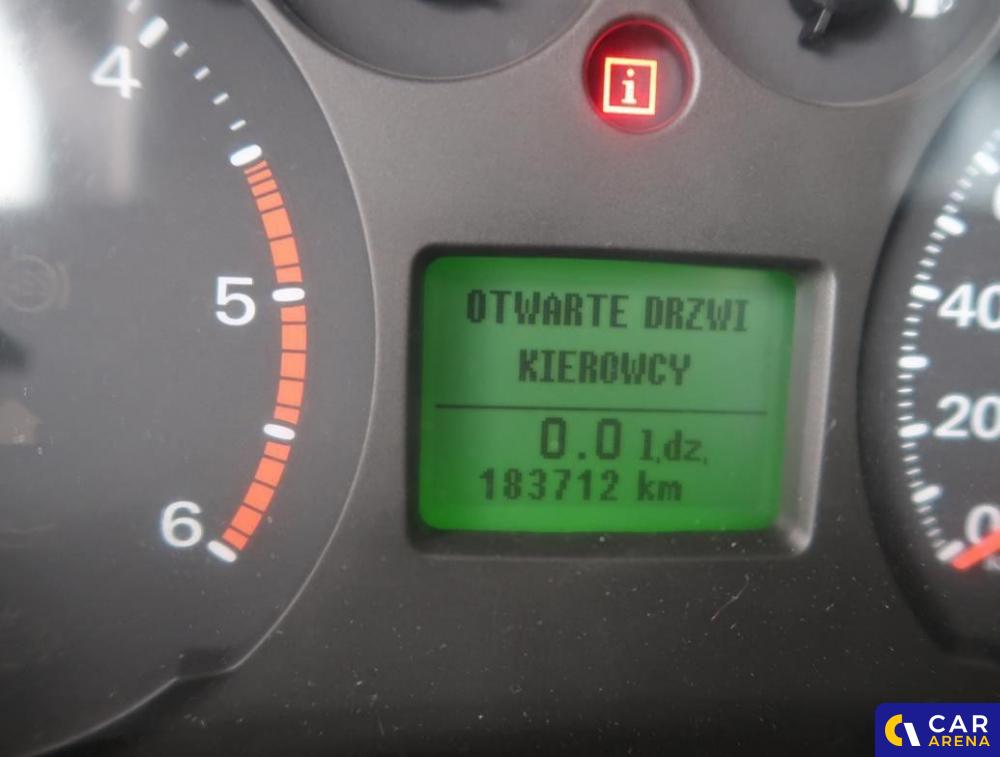 4
i
5
6
OTWARTE DRZWI
KIEROWCY
0.0 l.dz.
183712 km
40
20
0
CAR
ARENA